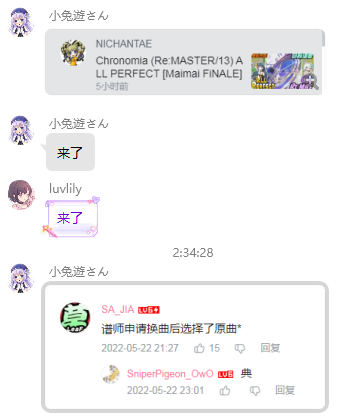 小兔遊さん
NICHANTAE
Chronomia (Re:MASTER/13) A
LL PERFECT [Maimai FiNALE]
5小时前
小兔遊さん
来了
luvlily
来了
2:34:28
小兔遊さん
SA_JIA LV6
谱师申请换曲后选择了原曲*
2022-05-22 21:27 15 回复
SniperPigeon_OwO LV5 典
2022-05-22 23:01 回复